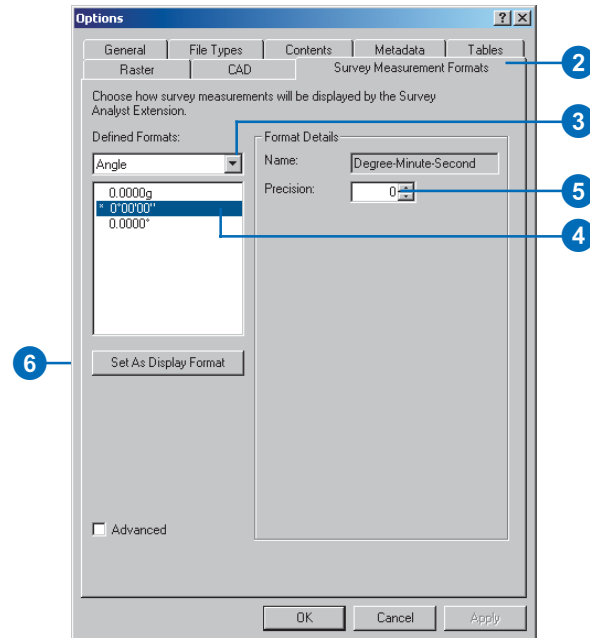 Options
General File Types Contents Metadata Tables
Raster CAD Survey Measurement Formats
2
Choose how survey measurements will be displayed by the Survey
Analyst Extension.
3
Defined Formats:
Format Details
Angle
Name: Degree-Minute-Second
Precision: 0
5
0.0000g
* 0°00'00"
0.0000°
4
6
Set As Display Format
Advanced
OK Cancel Apply